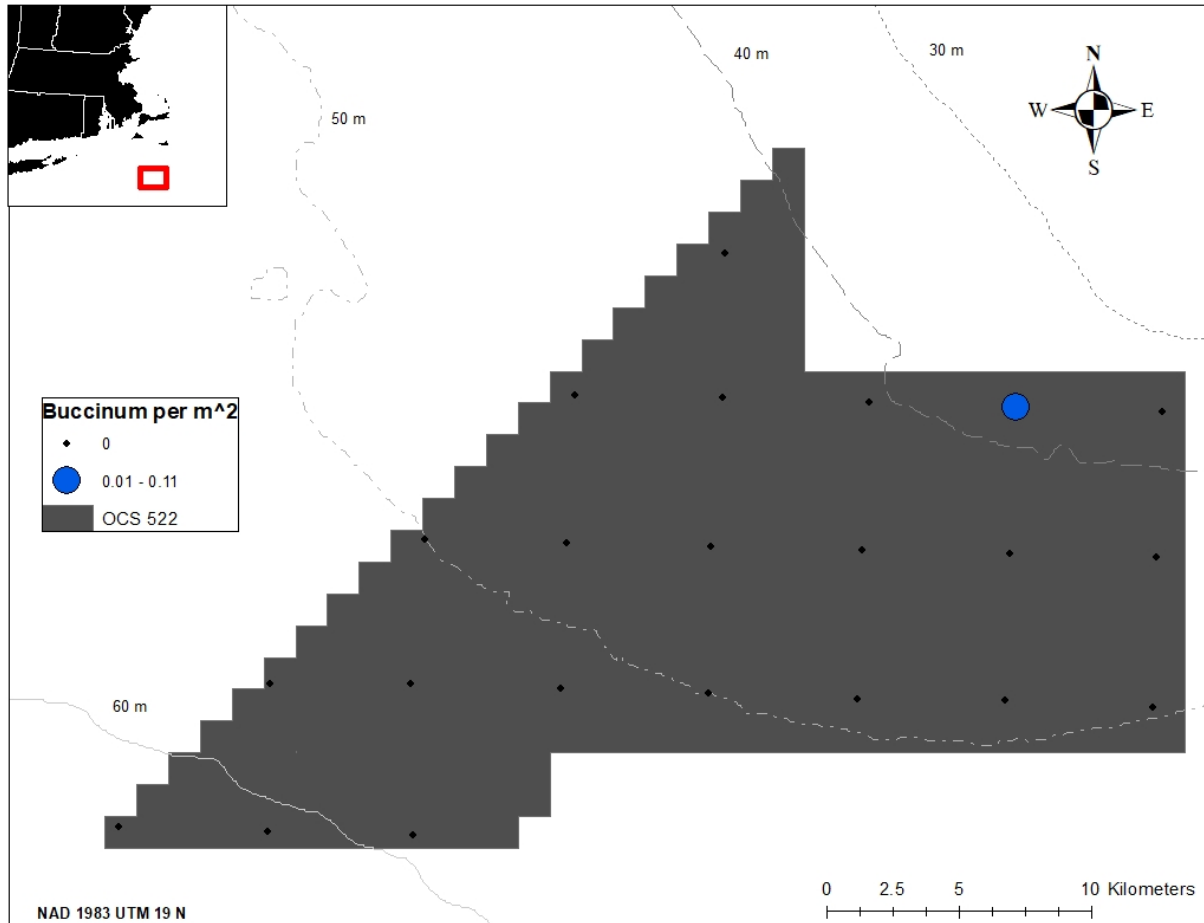 40 m
30 m
50 m
N
W
E
S
Buccinum per m^2
0
0.01 - 0.11
OCS 522
60 m
0 2.5 5 10 Kilometers
NAD 1983 UTM 19 N